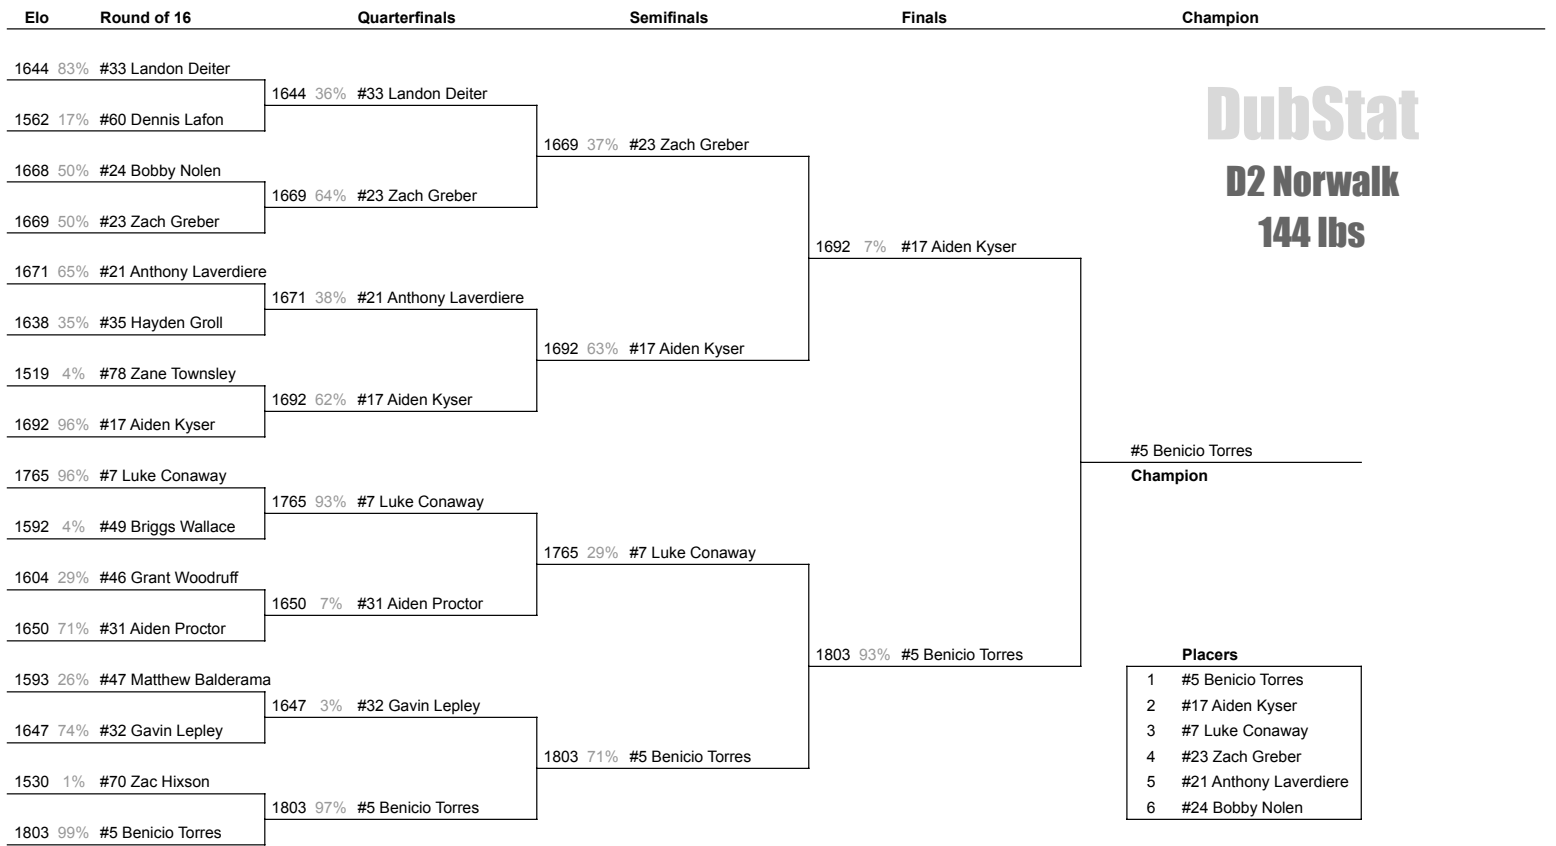 Elo Round of 16 Quarterfinals Semifinals Finals Champion
1644 83% #33 Landon Deiter
DubStat
1644 36% #33 Landon Deiter
1562 17% #60 Dennis Lafon
1669 37% #23 Zach Greber
1668 50% #24 Bobby Nolen
D2 Norwalk
1669 64% #23 Zach Greber
1669 50% #23 Zach Greber
144 lbs
1692 7% #17 Aiden Kyser
1671 65% #21 Anthony Laverdiere
1671 38% #21 Anthony Laverdiere
1638 35% #35 Hayden Groll
1692 63% #17 Aiden Kyser
1519 4% #78 Zane Townsley
1692 62% #17 Aiden Kyser
1692 96% #17 Aiden Kyser
#5 Benicio Torres
1765 96% #7 Luke Conaway
Champion
1765 93% #7 Luke Conaway
1592 4% #49 Briggs Wallace
1765 29% #7 Luke Conaway
1604 29% #46 Grant Woodruff
1650 7% #31 Aiden Proctor
1650 71% #31 Aiden Proctor
1803 93% #5 Benicio Torres
Placers
1593 26% #47 Matthew Balderama
1 #5 Benicio Torres
1647 3% #32 Gavin Lepley
2 #17 Aiden Kyser
1647 74% #32 Gavin Lepley
3 #7 Luke Conaway
1803 71% #5 Benicio Torres
4 #23 Zach Greber
1530 1% #70 Zac Hixson
5 #21 Anthony Laverdiere
1803 97% #5 Benicio Torres
6 #24 Bobby Nolen
1803 99% #5 Benicio Torres